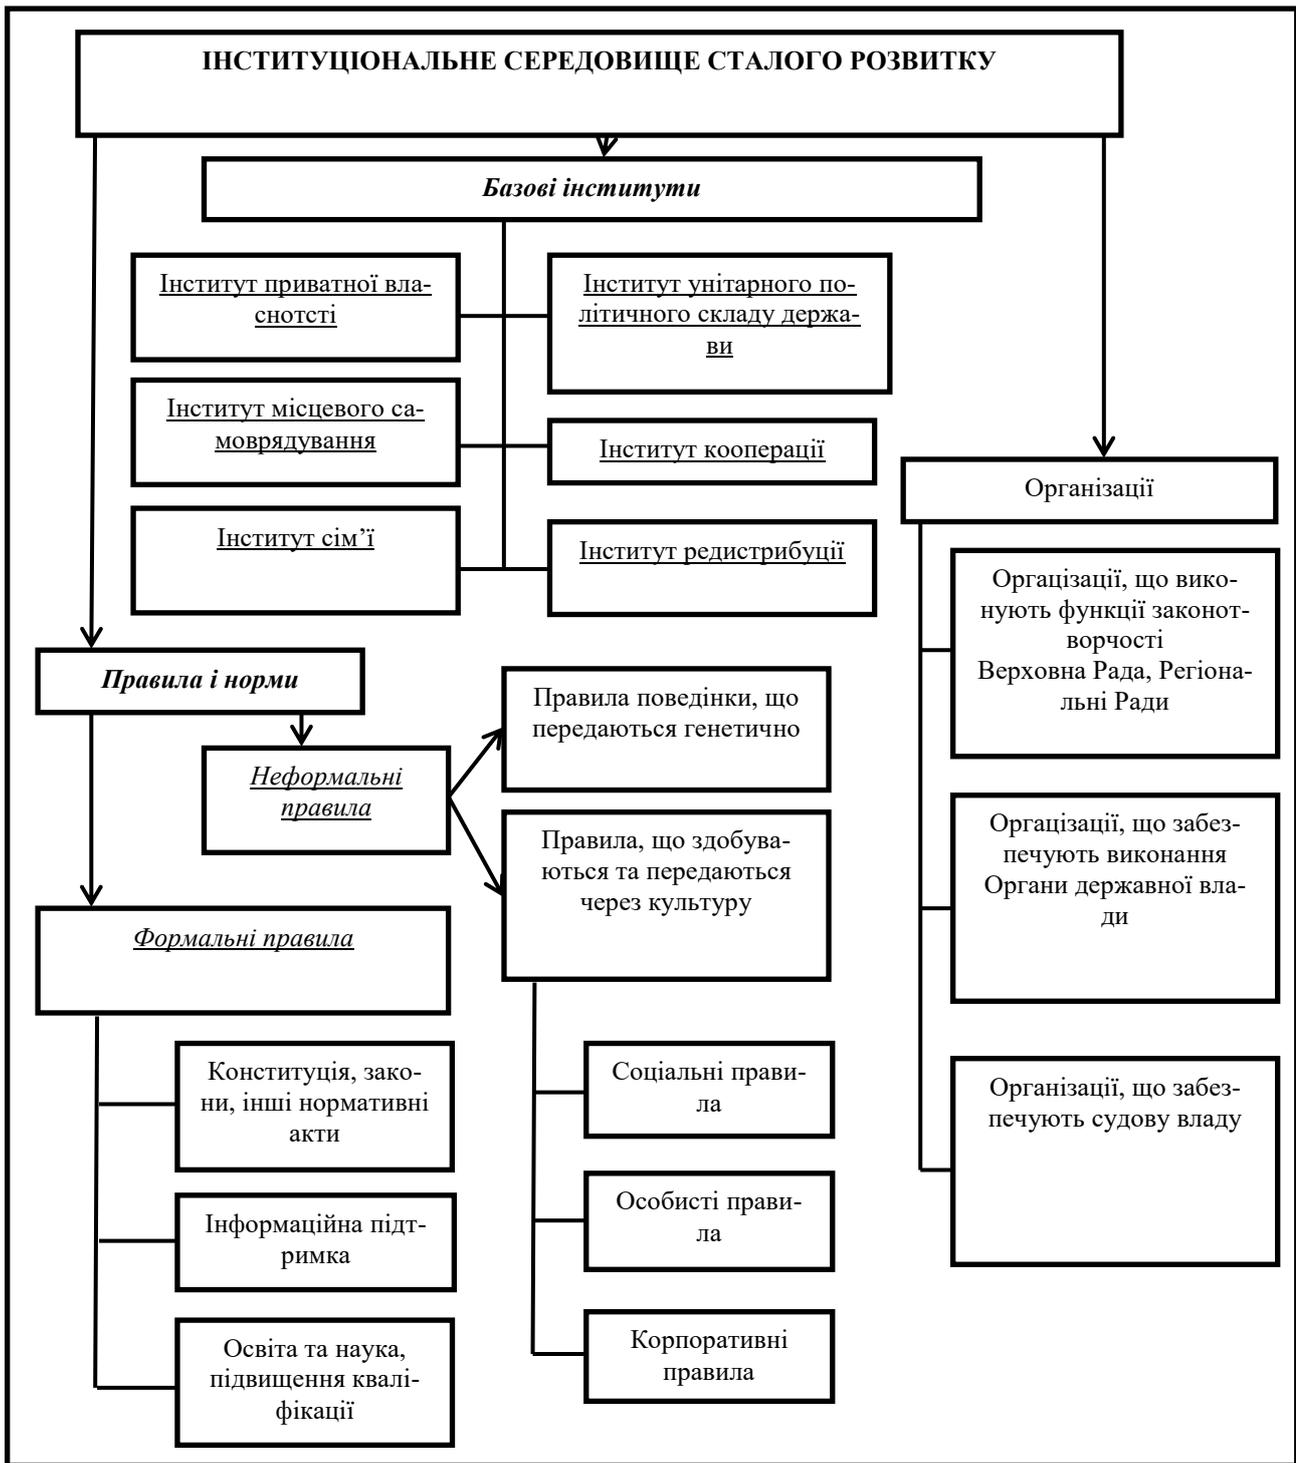 ІНСТИТУЦІОНАЛЬНЕ СЕРЕДОВИЩЕ СТАЛОГО РОЗВИТКУ
Базові інститути
Інститут приватної вла-
снотсті
Інститут унітарного по-
літичного складу держа-
ви
Інститут місцевого са-
моврядування
Інститут кооперації
Інститут сім’ї
Інститут редистрибуції
Організації
Оргацізації, що вико-
нують функції законот-
ворчості
Верховна Рада, Регіона-
льні Ради
Оргацізації, що забез-
печують виконання
Органи державної вла-
ди
Організації, що забез-
печують судову владу
Правила і норми
Неформальні
правила
Правила поведінки, що
передаються генетично
Правила, що здобува-
ються та передаються
через культуру
Формальні правила
Конституція, зако-
ни, інші нормативні
акти
Інформаційна підт-
римка
Освіта та наука,
підвищення квалі-
фікації
Соціальні прави-
ла
Особисті прави-
ла
Корпоративні
правила